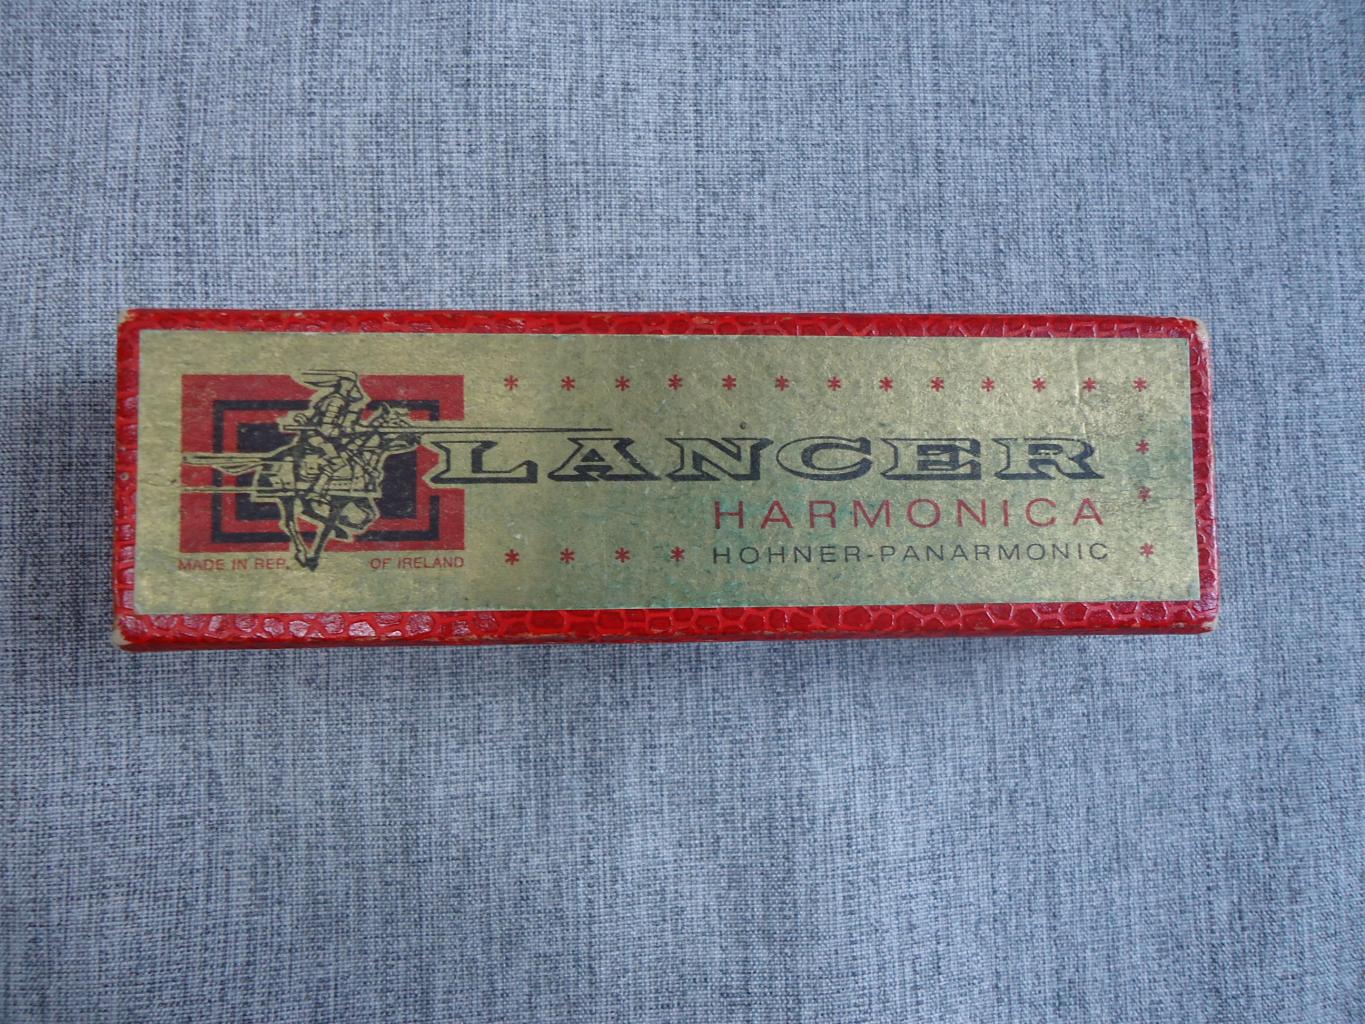 LANCER
HARMONICA
HOHNER-PANARMONIC
MADE IN REP. OF IRELAND